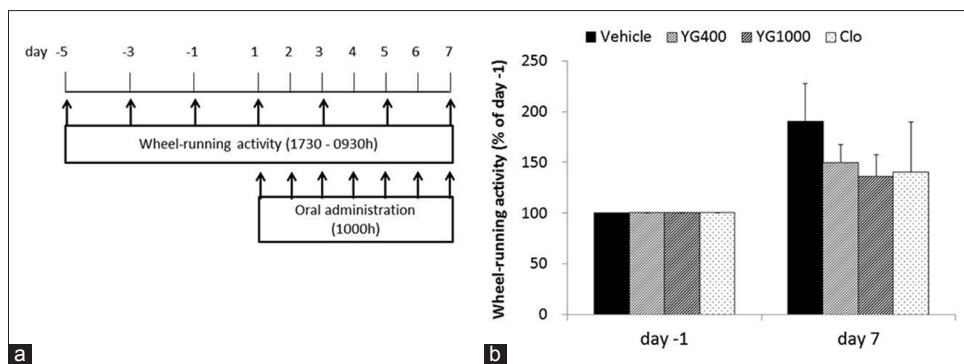 day -5 -3 -1 1 2 3 4 5 6 7
Wheel-running activity (1730 - 0930h)
Oral administration
(1000h)
a
Vehicle YG400 YG1000 Clo
Wheel-running activity (% of day -1)
250
200
150
100
50
0
day -1 day 7
b